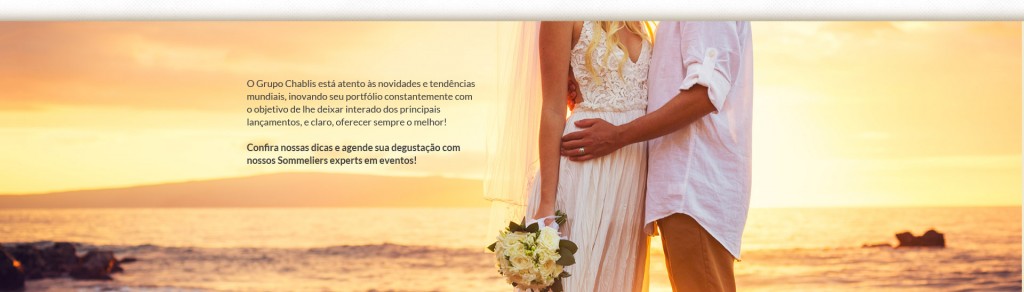 O Grupo Chablis está atento às novidades e tendências
mundiais, inovando seu portfólio constantemente com
o objetivo de lhe deixar interado dos principais
lançamentos, e claro, oferecer sempre o melhor!
Confira nossas dicas e agende sua degustação com
nossos Sommeliers experts em eventos!